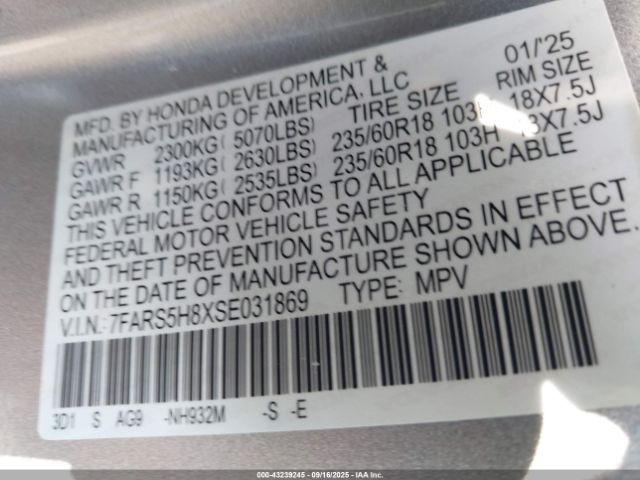 MFD. BY HONDA DEVELOPMENT & 01/'25
MANUFACTURING OF AMERICA, LLC
GVWR 2300KG( 5070LBS) TIRE SIZE RIM SIZE
GAWR F 1193KG( 2630LBS) 235/60R18 103H 18X7.5J
GAWR R 1150KG( 2535LBS) 235/60R18 103H 18X7.5J
THIS VEHICLE CONFORMS TO ALL APPLICABLE
FEDERAL MOTOR VEHICLE SAFETY
AND THEFT PREVENTION STANDARDS IN EFFECT
ON THE DATE OF MANUFACTURE SHOWN ABOVE.
V.I.N.: 7FARS5H8XSE031869 TYPE: MPV
3D1 S AG9 -NH932M -S -E
000-43239245 - 09/16/2025 - IAA Inc.